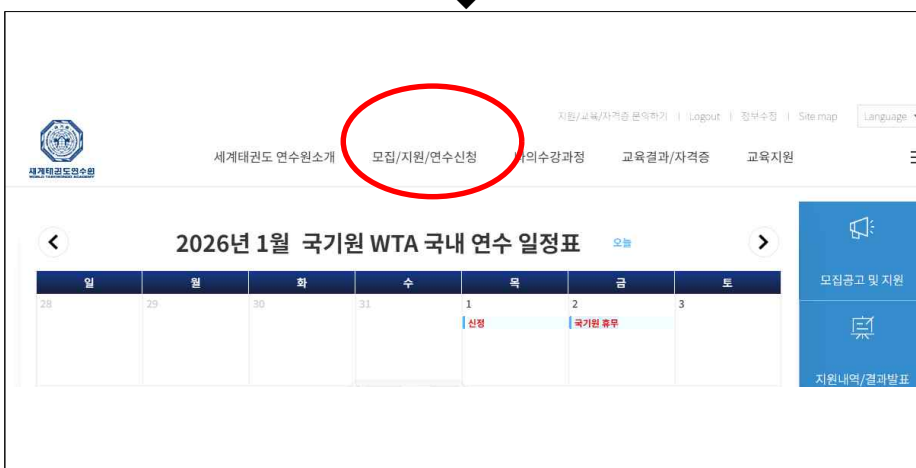 지원/교육/자격증 문의하기 | Logout | 정보수정 | Site map Language
세계태권도연수원
WORLD TAEKWONDO ACADEMY
세계태권도 연수원소개 모집/지원/연수신청 나의수강과정 교육결과/자격증 교육지원
2026년 1월 국기원 WTA 국내 연수 일정표 오늘
일 월 화 수 목 금 토
28 29 30 31 1 2 3
신정 국기원 휴무
모집공고 및 지원
지원내역/결과발표